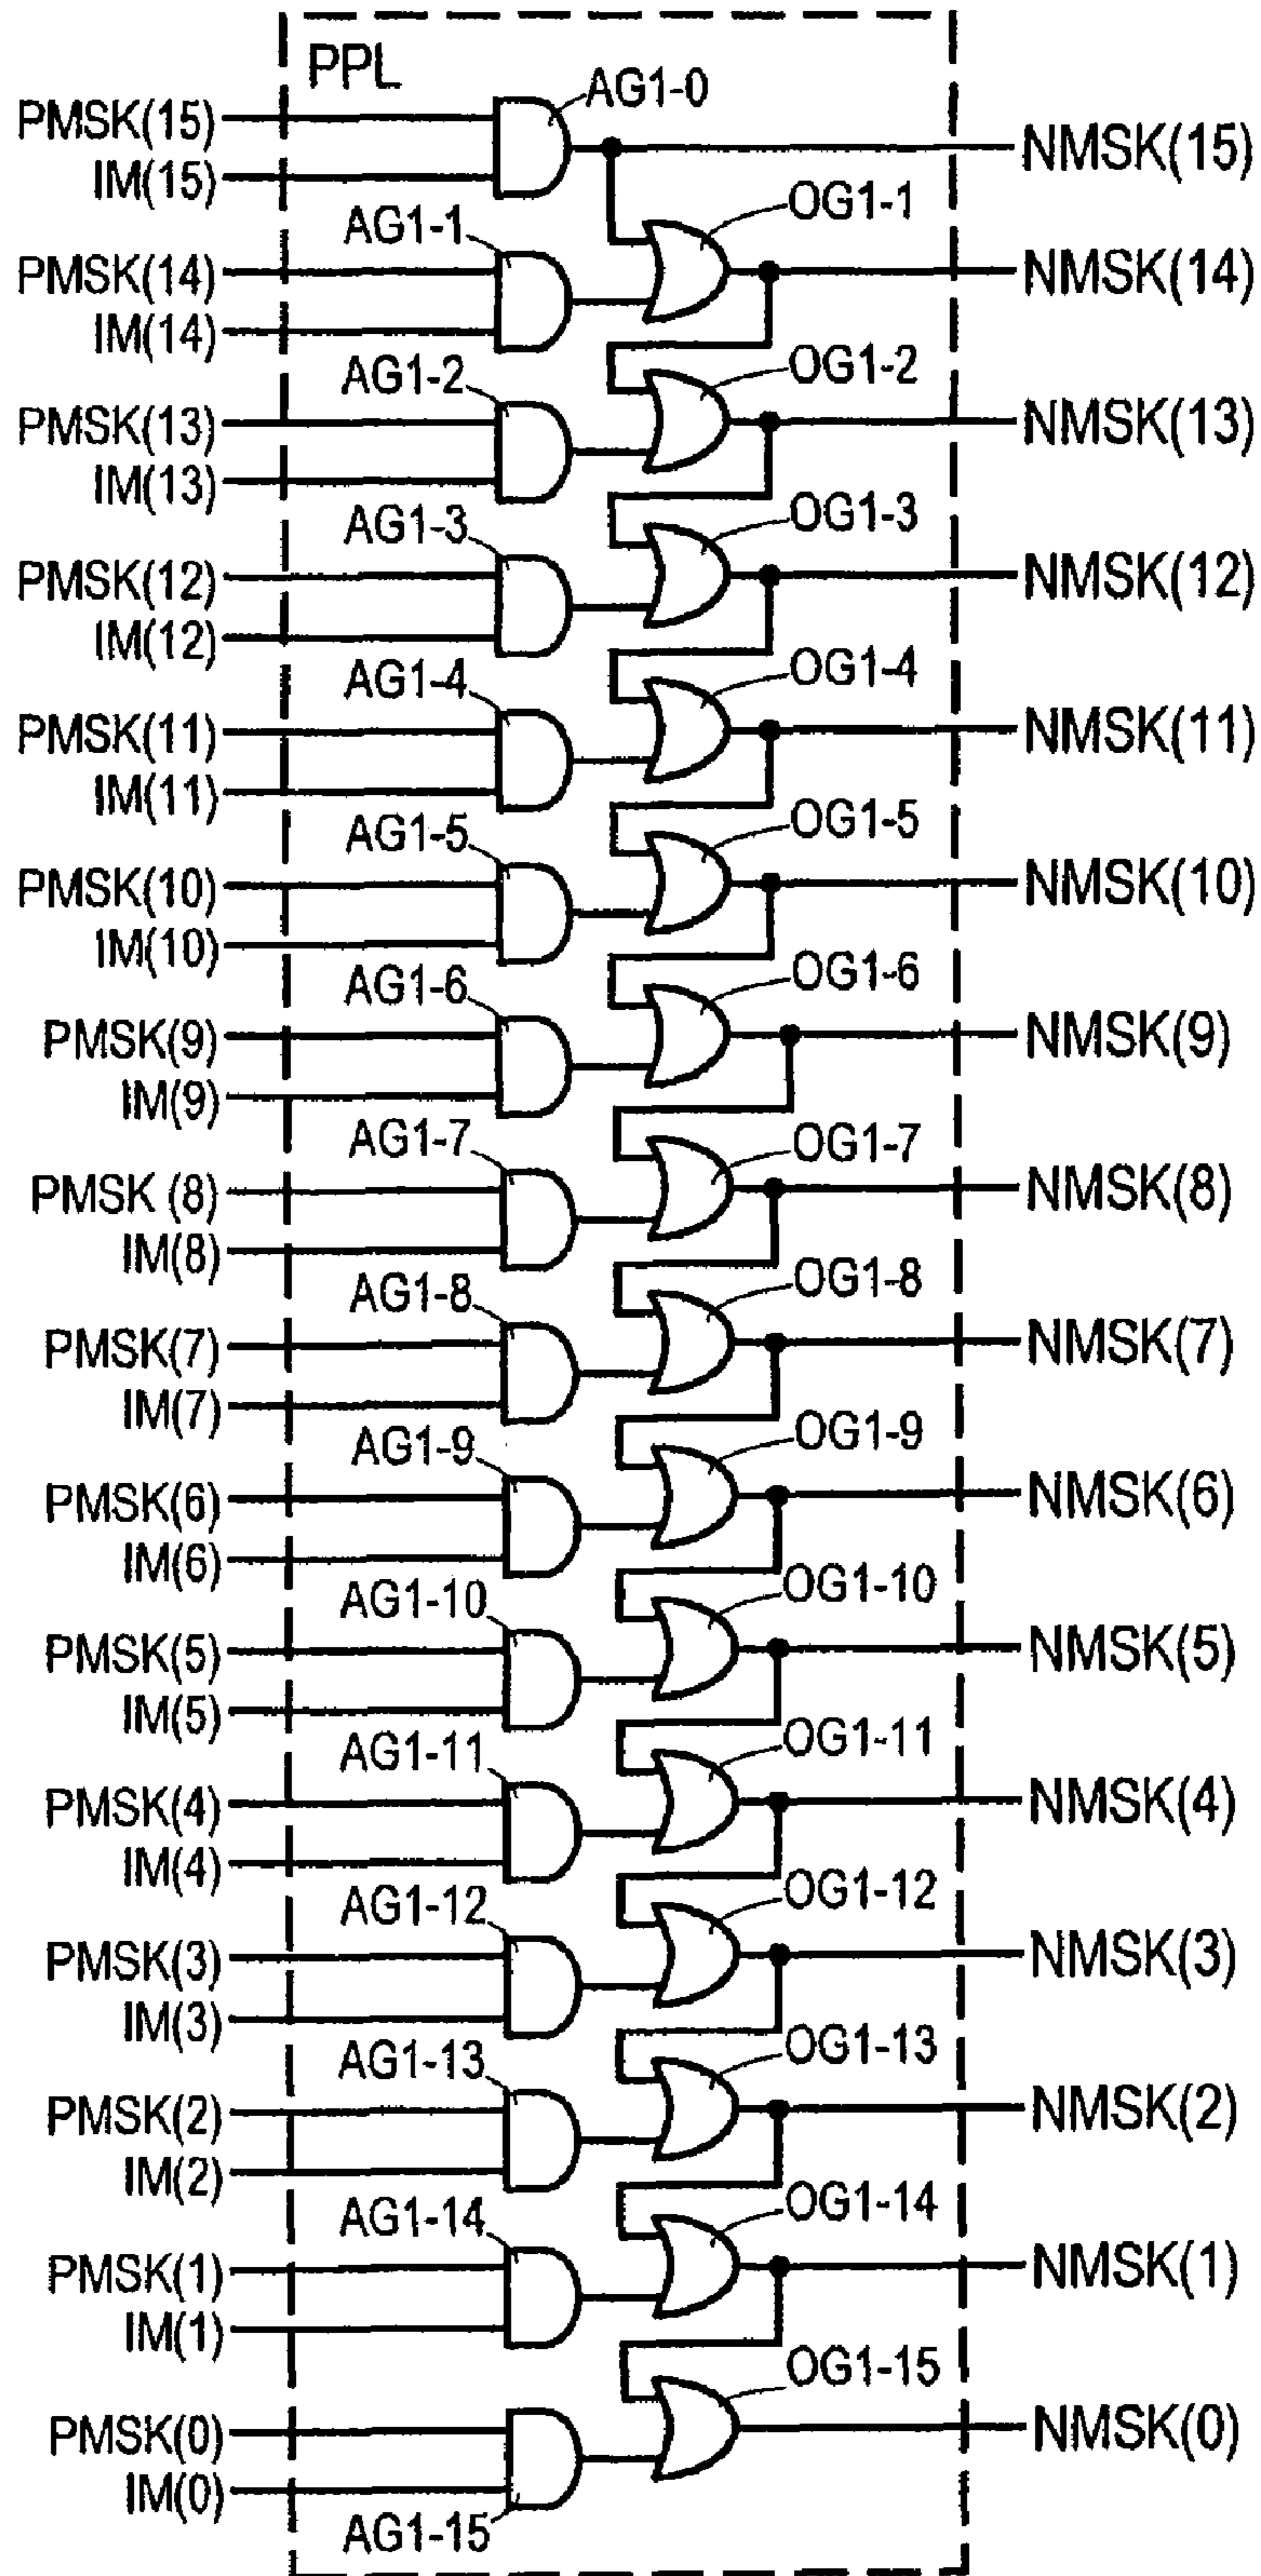 PPL
AG1-0
PMSK(15)
NMSK(15)
IM(15)
OG1-1
AG1-1
PMSK(14)
NMSK(14)
IM(14)
OG1-2
AG1-2
PMSK(13)
NMSK(13)
IM(13)
OG1-3
AG1-3
PMSK(12)
NMSK(12)
IM(12)
OG1-4
AG1-4
PMSK(11)
NMSK(11)
IM(11)
OG1-5
AG1-5
PMSK(10)
NMSK(10)
IM(10)
OG1-6
AG1-6
PMSK(9)
NMSK(9)
IM(9)
OG1-7
AG1-7
PMSK (8)
NMSK(8)
IM(8)
OG1-8
AG1-8
PMSK(7)
NMSK(7)
IM(7)
OG1-9
AG1-9
PMSK(6)
NMSK(6)
IM(6)
OG1-10
AG1-10
PMSK(5)
NMSK(5)
IM(5)
OG1-11
AG1-11
PMSK(4)
NMSK(4)
IM(4)
OG1-12
AG1-12
PMSK(3)
NMSK(3)
IM(3)
OG1-13
AG1-13
PMSK(2)
NMSK(2)
IM(2)
OG1-14
AG1-14
PMSK(1)
NMSK(1)
IM(1)
OG1-15
PMSK(0)
NMSK(0)
IM(0)
AG1-15